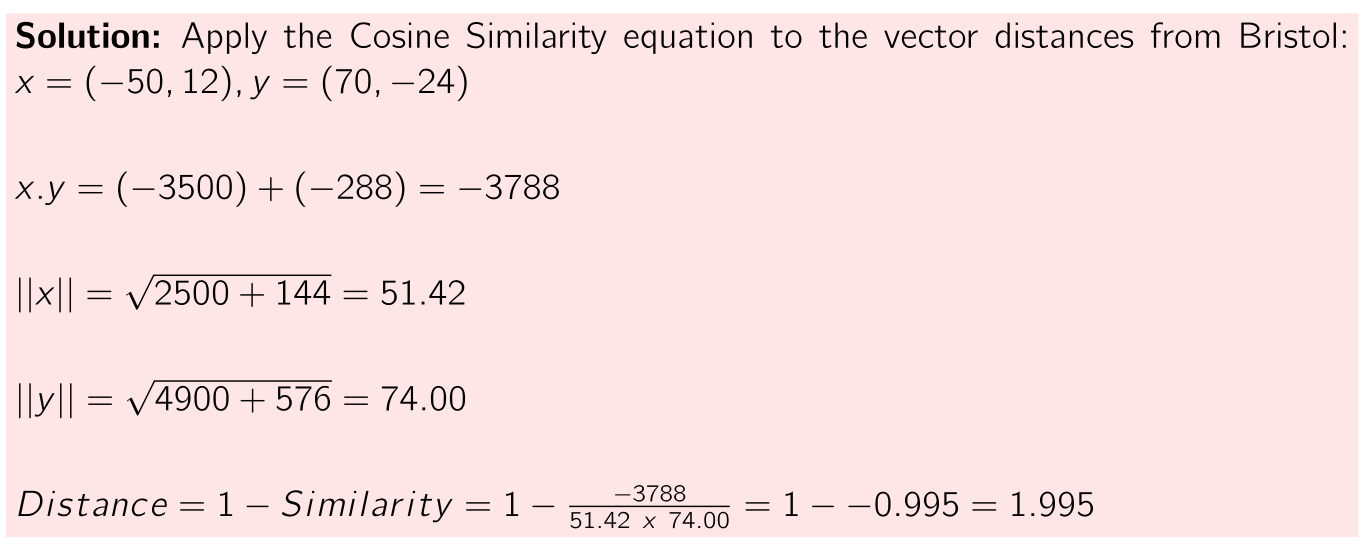 Solution: Apply the Cosine Similarity equation to the vector distances from Bristol:
x = (−50, 12), y = (70, −24)
x.y = (−3500) + (−288) = −3788
||x|| = √2500 + 144 = 51.42
||y|| = √4900 + 576 = 74.00
Distance = 1 − Similarity = 1 − −3788 / 51.42 x 74.00 = 1 − −0.995 = 1.995